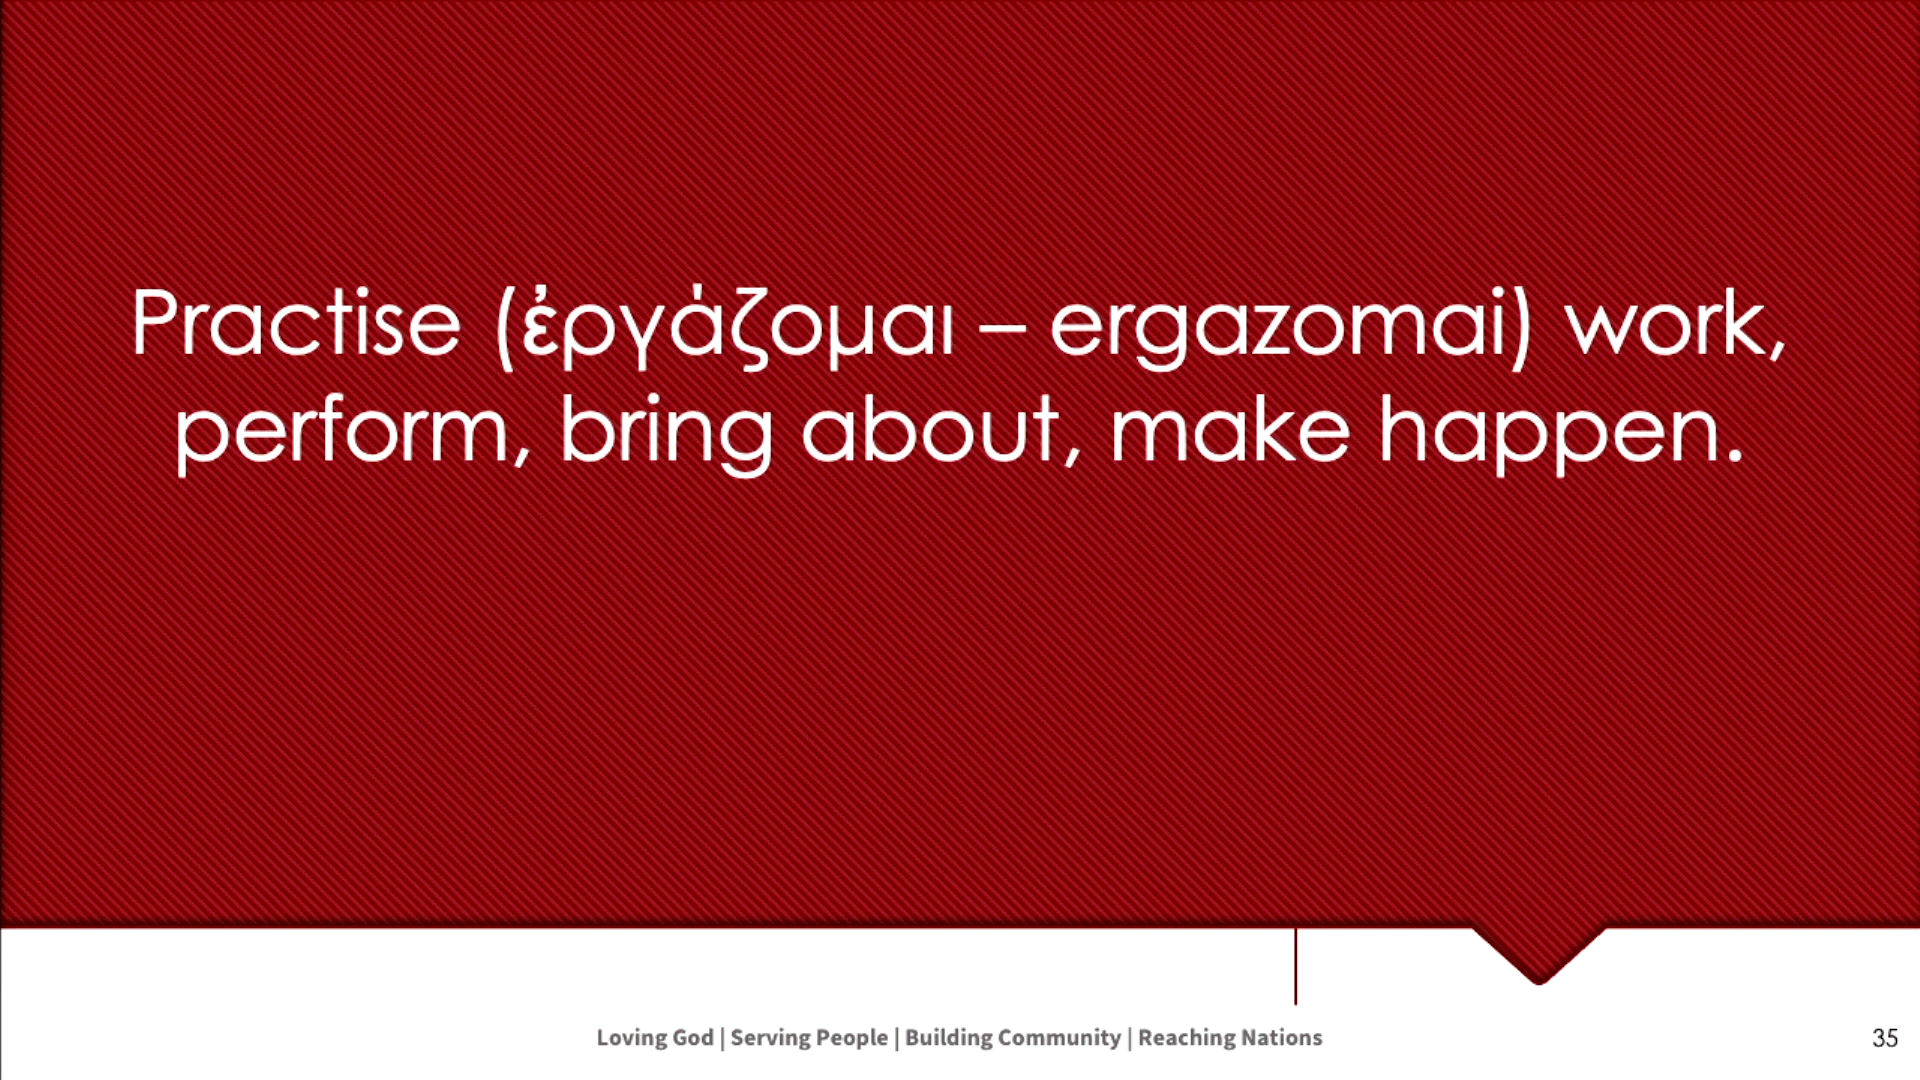 Practise (ἐργάζομαι – ergazomai) work,
perform, bring about, make happen.
Loving God | Serving People | Building Community | Reaching Nations
35